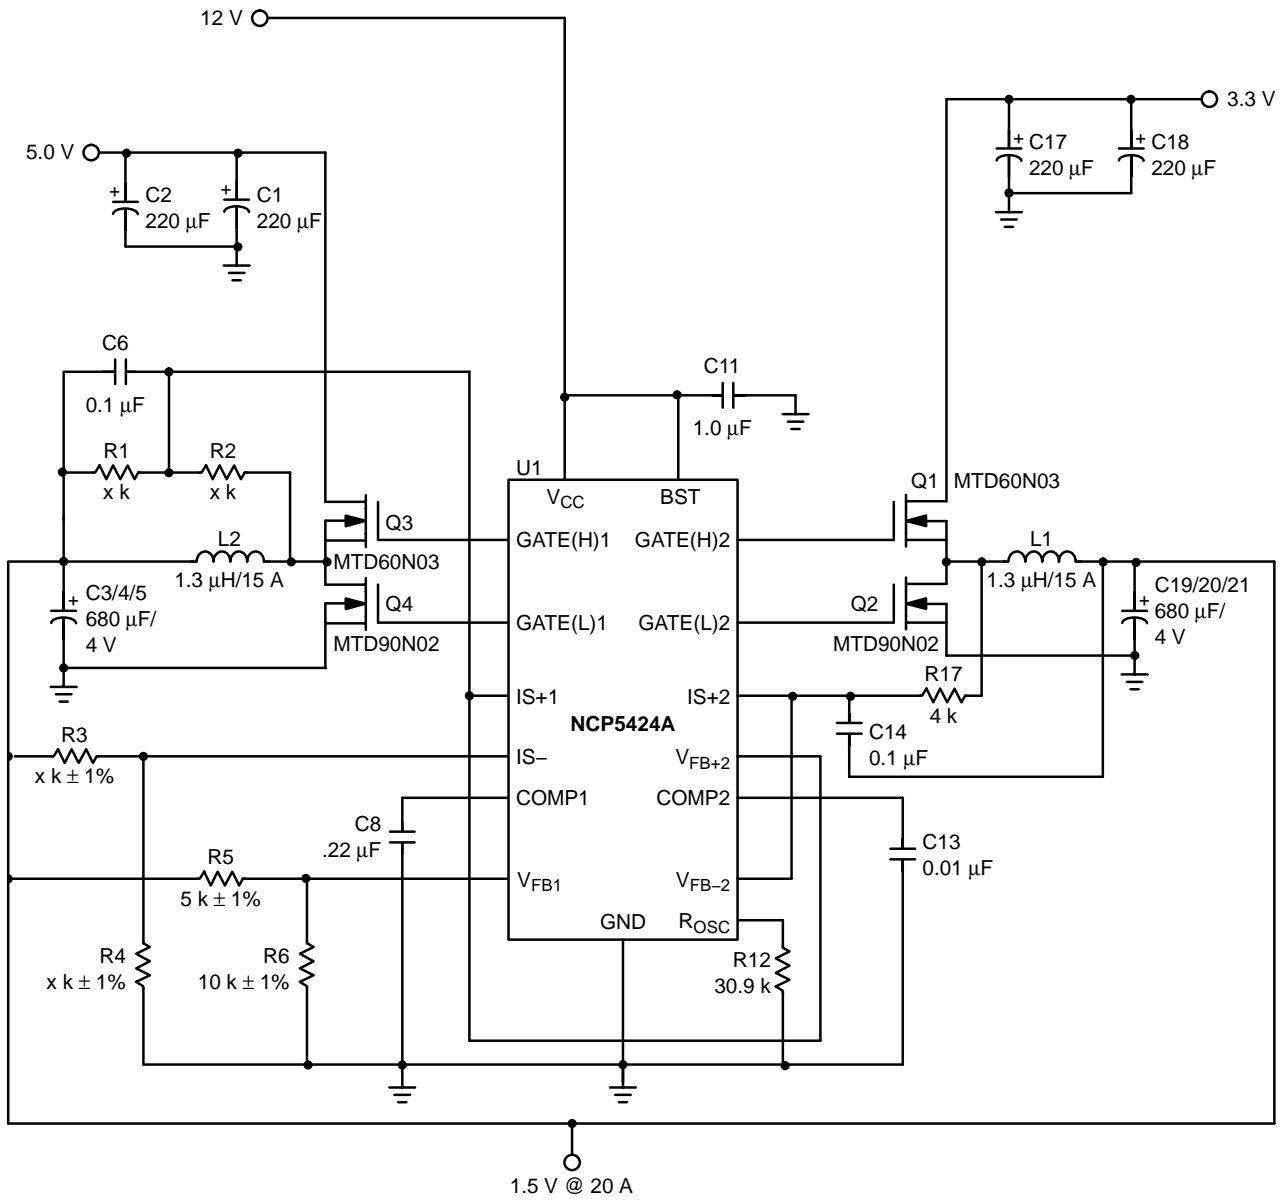 12 V
3.3 V
5.0 V
+
C2
220 μF
+
C1
220 μF
+
C17
220 μF
+
C18
220 μF
C6
0.1 μF
C11
1.0 μF
R1
x k
R2
x k
U1
VCC
BST
Q1
MTD60N03
Q3
MTD60N03
GATE(H)1
GATE(H)2
L2
1.3 μH/15 A
L1
1.3 μH/15 A
+
C3/4/5
680 μF/
4 V
Q4
MTD90N02
GATE(L)1
GATE(L)2
Q2
MTD90N02
+
C19/20/21
680 μF/
4 V
IS+1
IS+2
R17
4 k
NCP5424A
C14
0.1 μF
R3
x k ± 1%
IS–
VFB+2
COMP1
COMP2
C8
.22 μF
C13
0.01 μF
R5
5 k ± 1%
VFB1
VFB–2
GND
ROSC
R4
x k ± 1%
R6
10 k ± 1%
R12
30.9 k
1.5 V @ 20 A